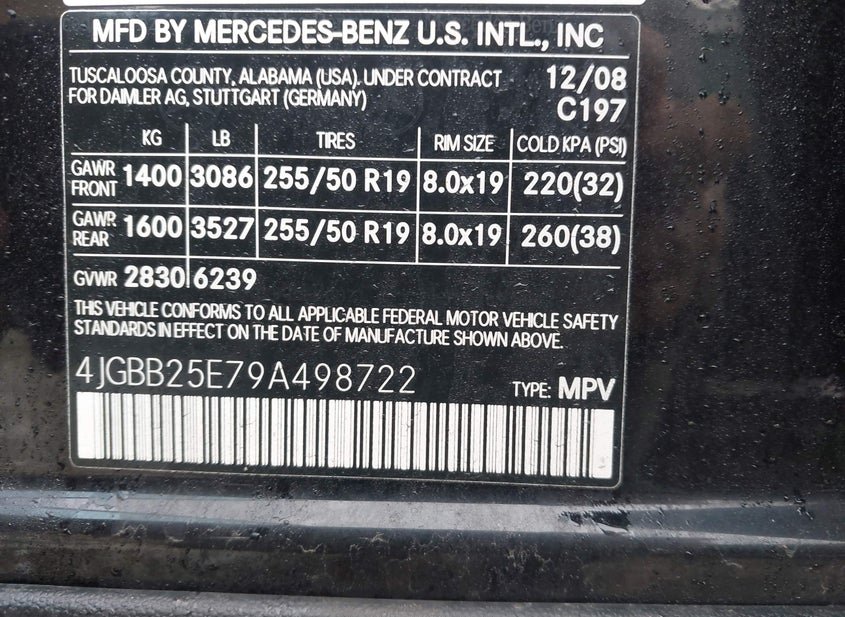 MFD BY MERCEDES-BENZ U.S. INTL., INC
TUSCALOOSA COUNTY, ALABAMA (USA). UNDER CONTRACT 12/08
FOR DAIMLER AG, STUTTGART (GERMANY) C197
KG LB TIRES RIM SIZE COLD KPA (PSI)
GAWR FRONT 1400 3086 255/50 R19 8.0x19 220(32)
GAWR REAR 1600 3527 255/50 R19 8.0x19 260(38)
GVWR 2830 6239
THIS VEHICLE CONFORMS TO ALL APPLICABLE FEDERAL MOTOR VEHICLE SAFETY
STANDARDS IN EFFECT ON THE DATE OF MANUFACTURE SHOWN ABOVE.
4JGBB25E79A498722 TYPE: MPV